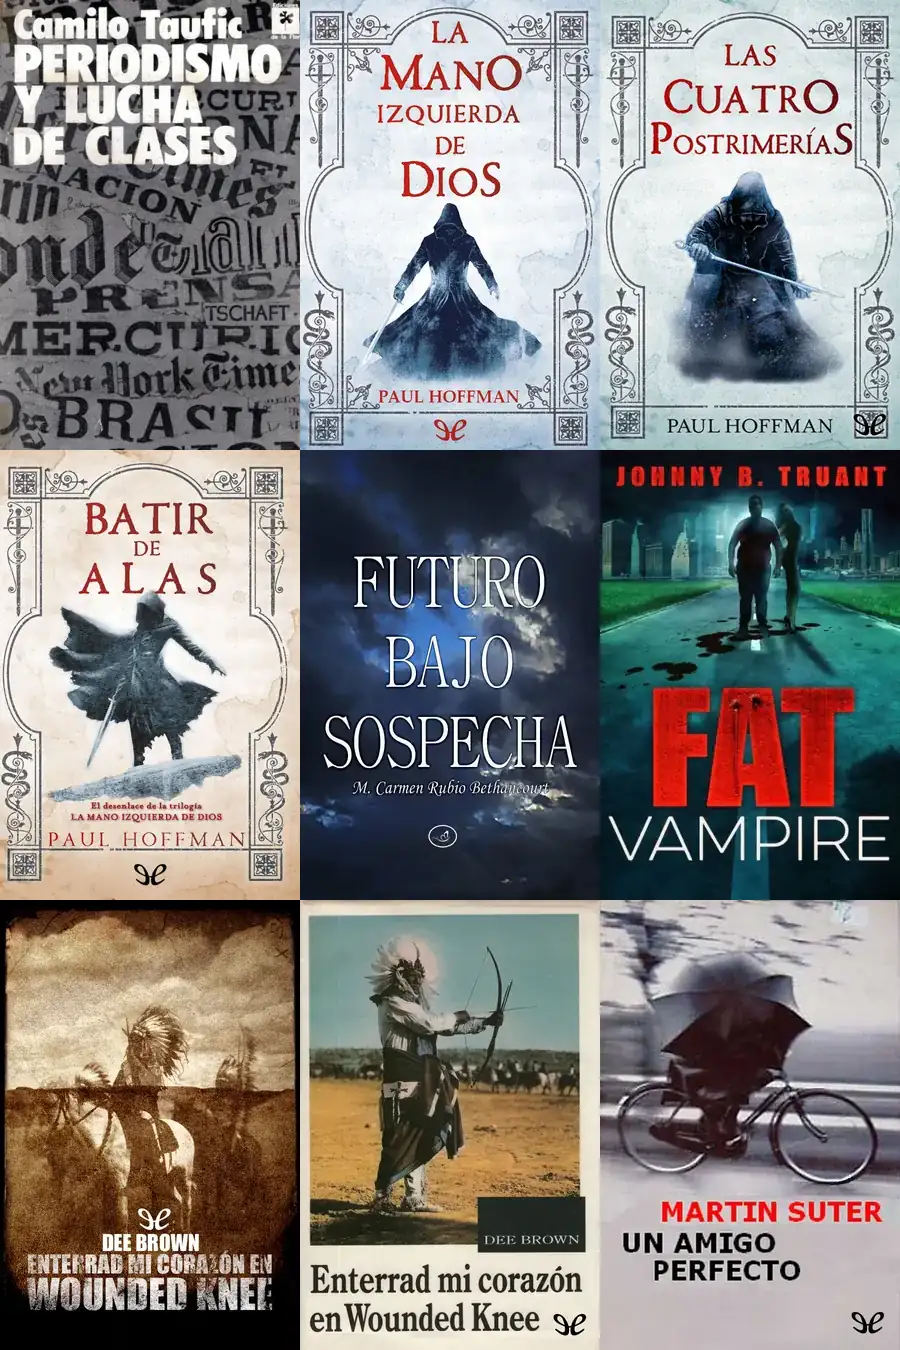 Camilo Taufic
PERIODISMO
Y LUCHA
DE CLASES
NACION
PRENSA
TSCHAFT
MERCURIO
New York Times
BRASIL
LA
MANO
IZQUIERDA
DE
DIOS
PAUL HOFFMAN
LAS
CUATRO
POSTRIMERÍAS
PAUL HOFFMAN
BATIR
DE
ALAS
El desenlace de la trilogía
LA MANO IZQUIERDA DE DIOS
PAUL HOFFMAN
FUTURO
BAJO
SOSPECHA
M. Carmen Rubio Bethancourt
JOHNNY B. TRUANT
FAT
VAMPIRE
DEE BROWN
ENTERRAD MI CORAZÓN EN
WOUNDED KNEE
DEE BROWN
Enterrad mi corazón
en Wounded Knee
MARTIN SUTER
UN AMIGO
PERFECTO